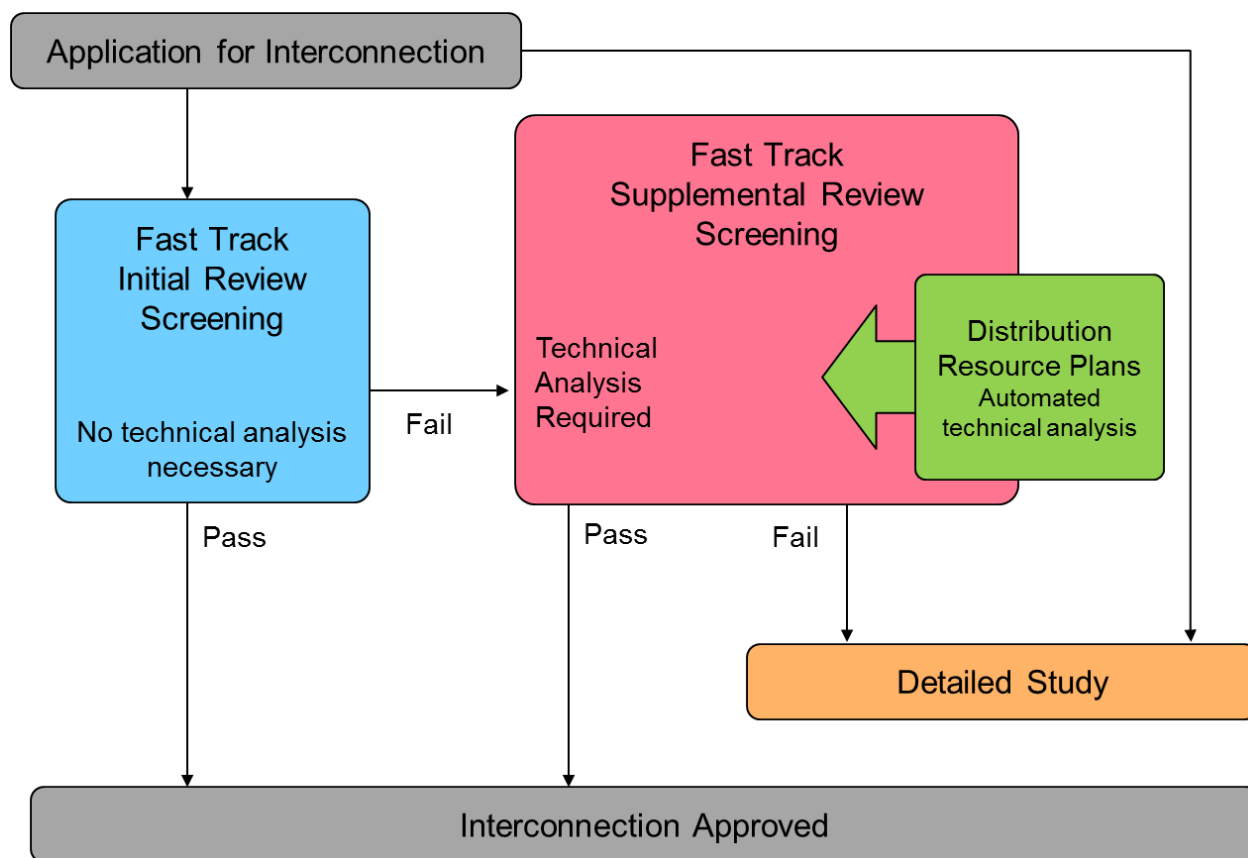 Application for Interconnection
Fast Track
Initial Review
Screening
No technical analysis
necessary
Fail
Pass
Fast Track
Supplemental Review
Screening
Technical
Analysis
Required
Distribution
Resource Plans
Automated
technical analysis
Pass
Fail
Detailed Study
Interconnection Approved